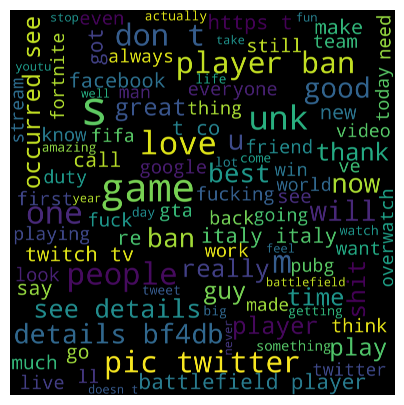 stop actually fun
even https t
don t make
got always still team
player ban
occurred see
fortnite
stream
youtu
facebook man life take everyone
good
today need
s great thing
well
unk
new
amazing
know fifa t co u
love
friend video
duty call google best lot come win ve
fucking world see
now
overwatch
game
first year
one
fuck day gta back going
will
playing re ban italy italy want watch
twitch tv work feel
look people really m pubg shit
say guy made battlefield
time
see details
tweet
big
getting
player think
details bf4db
never
something
much go pic twitter play
twitter
live ll doesn t battlefield player